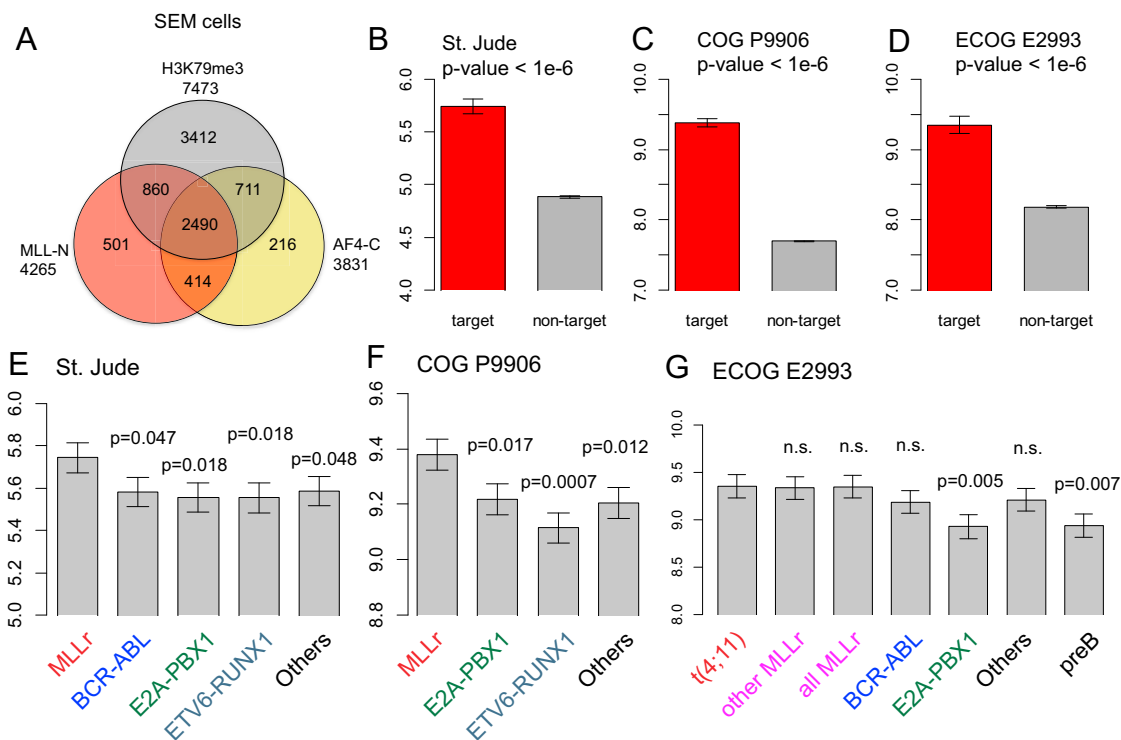 SEM cells
A
H3K79me3
7473
3412
860
711
2490
501
216
414
MLL-N
4265
AF4-C
3831
B
St. Jude
p-value < 1e-6
6.0
5.5
5.0
4.5
4.0
target
non-target
C
COG P9906
p-value < 1e-6
10.0
9.0
8.0
7.0
target
non-target
D
ECOG E2993
p-value < 1e-6
10.0
9.0
8.0
7.0
target
non-target
E
St. Jude
6.0
5.8
5.6
5.4
5.2
5.0
p=0.047
p=0.018
p=0.018
p=0.048
MLLr
BCR-ABL
E2A-PBX1
ETV6-RUNX1
Others
F
COG P9906
9.6
9.4
9.2
9.0
8.8
p=0.017
p=0.0007
p=0.012
MLLr
E2A-PBX1
ETV6-RUNX1
Others
G
ECOG E2993
10.0
9.5
9.0
8.5
8.0
n.s.
n.s.
n.s.
p=0.005
n.s.
p=0.007
t(4;11)
other MLLr
all MLLr
BCR-ABL
E2A-PBX1
Others
preB